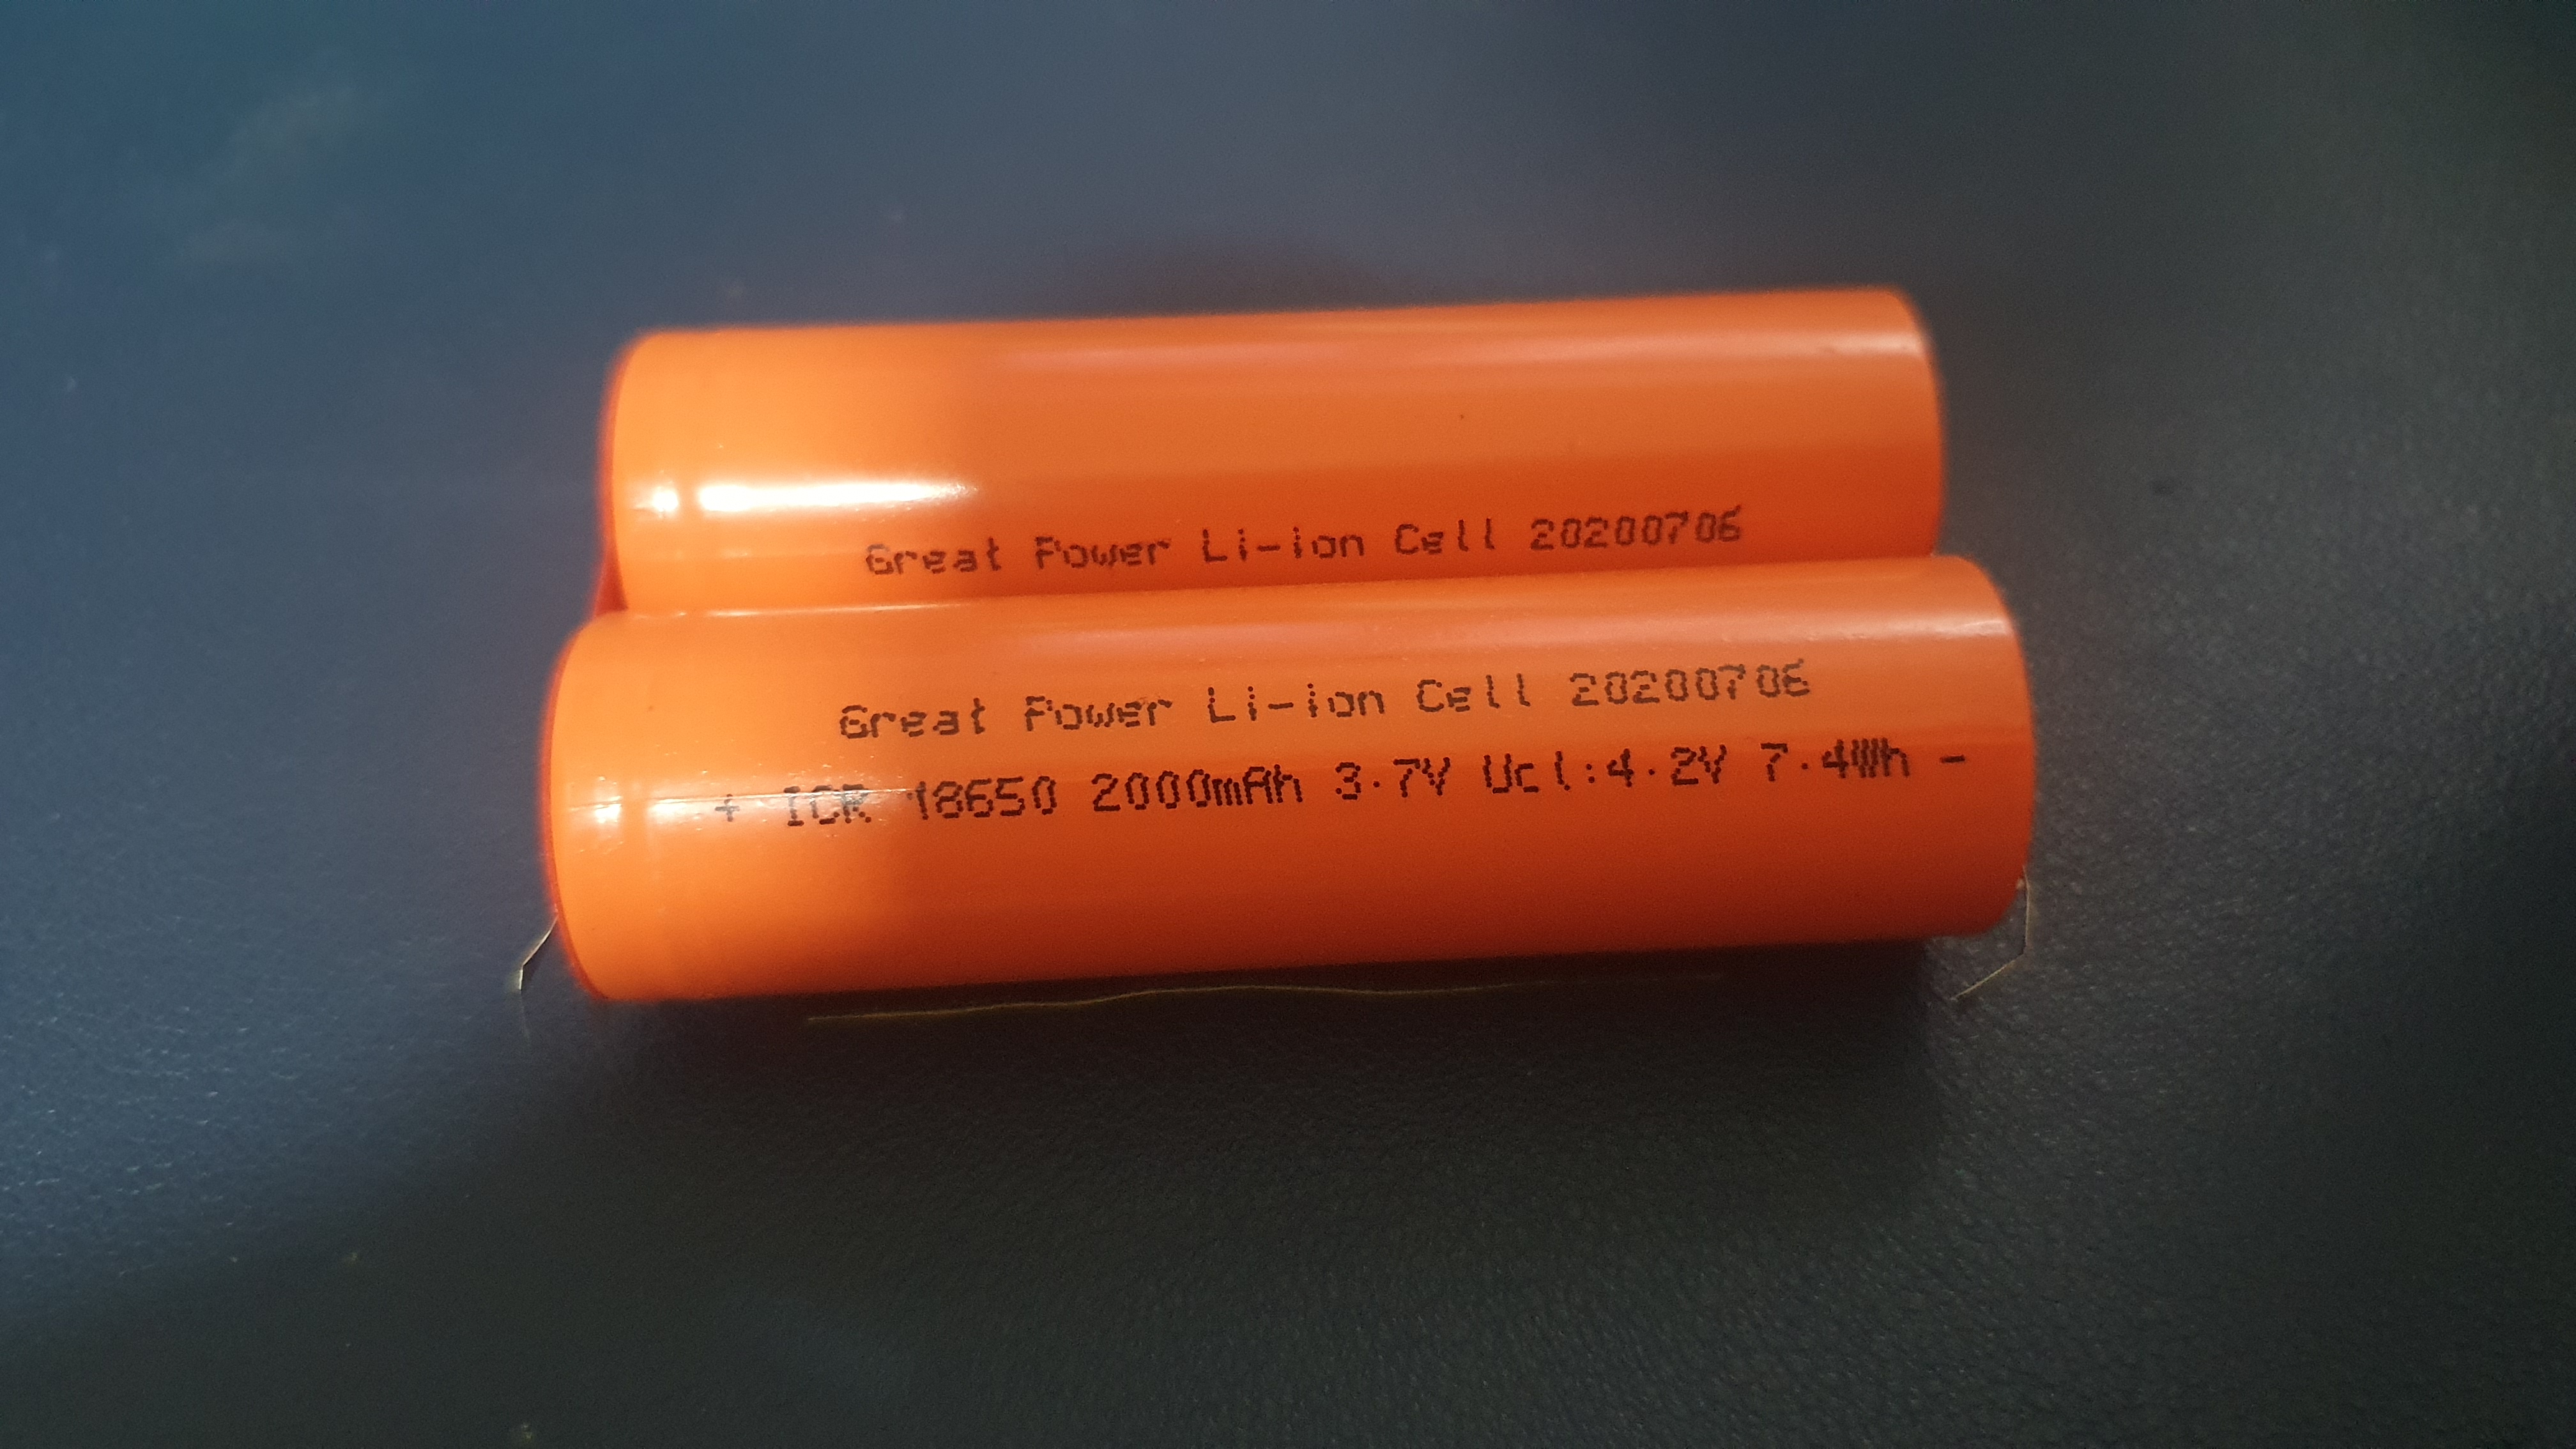 Great Power Li-ion Cell 20200706
Great Power Li-ion Cell 20200706
+ ICR 18650 2000mAh 3.7V Ucl:4.2V 7.4Wh -